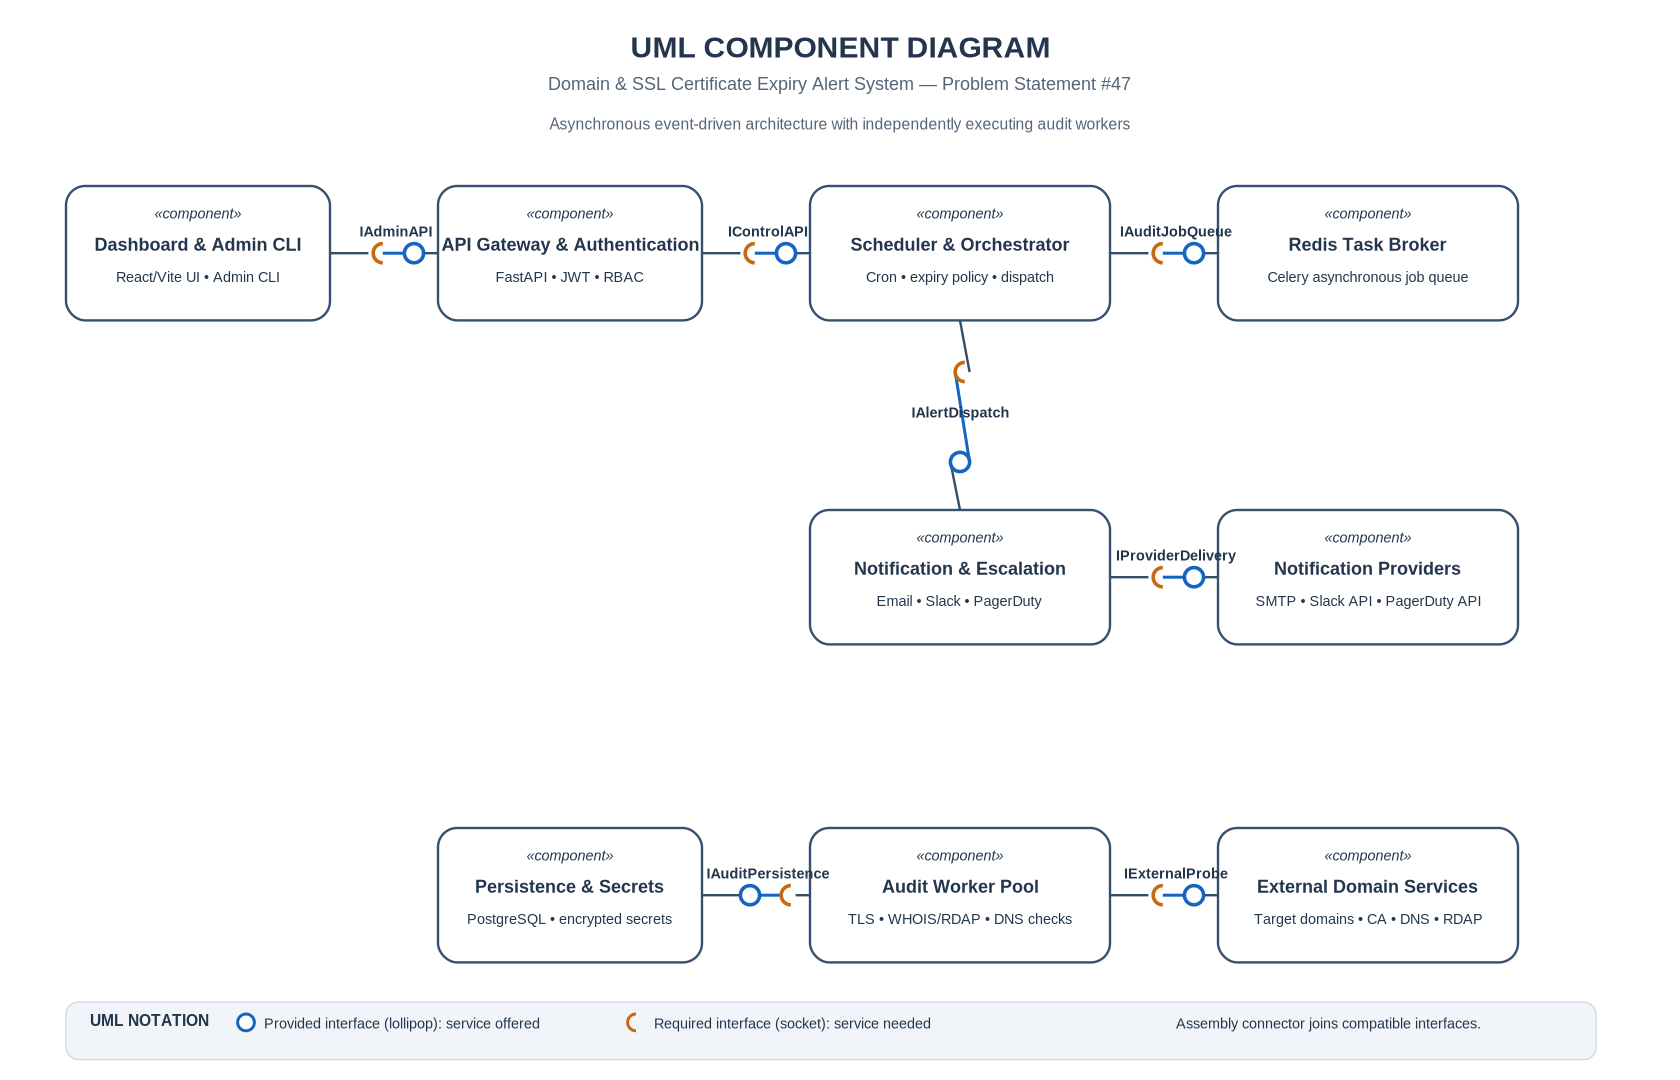 UML COMPONENT DIAGRAM
Domain & SSL Certificate Expiry Alert System — Problem Statement #47
Asynchronous event-driven architecture with independently executing audit workers
«component»
Dashboard & Admin CLI
React/Vite UI • Admin CLI
IAdminAPI
«component»
API Gateway & Authentication
FastAPI • JWT • RBAC
IControlAPI
«component»
Scheduler & Orchestrator
Cron • expiry policy • dispatch
IAuditJobQueue
«component»
Redis Task Broker
Celery asynchronous job queue
IAlertDispatch
«component»
Notification & Escalation
Email • Slack • PagerDuty
IProviderDelivery
«component»
Notification Providers
SMTP • Slack API • PagerDuty API
«component»
Persistence & Secrets
PostgreSQL • encrypted secrets
IAuditPersistence
«component»
Audit Worker Pool
TLS • WHOIS/RDAP • DNS checks
IExternalProbe
«component»
External Domain Services
Target domains • CA • DNS • RDAP
UML NOTATION
Provided interface (lollipop): service offered
Required interface (socket): service needed
Assembly connector joins compatible interfaces.